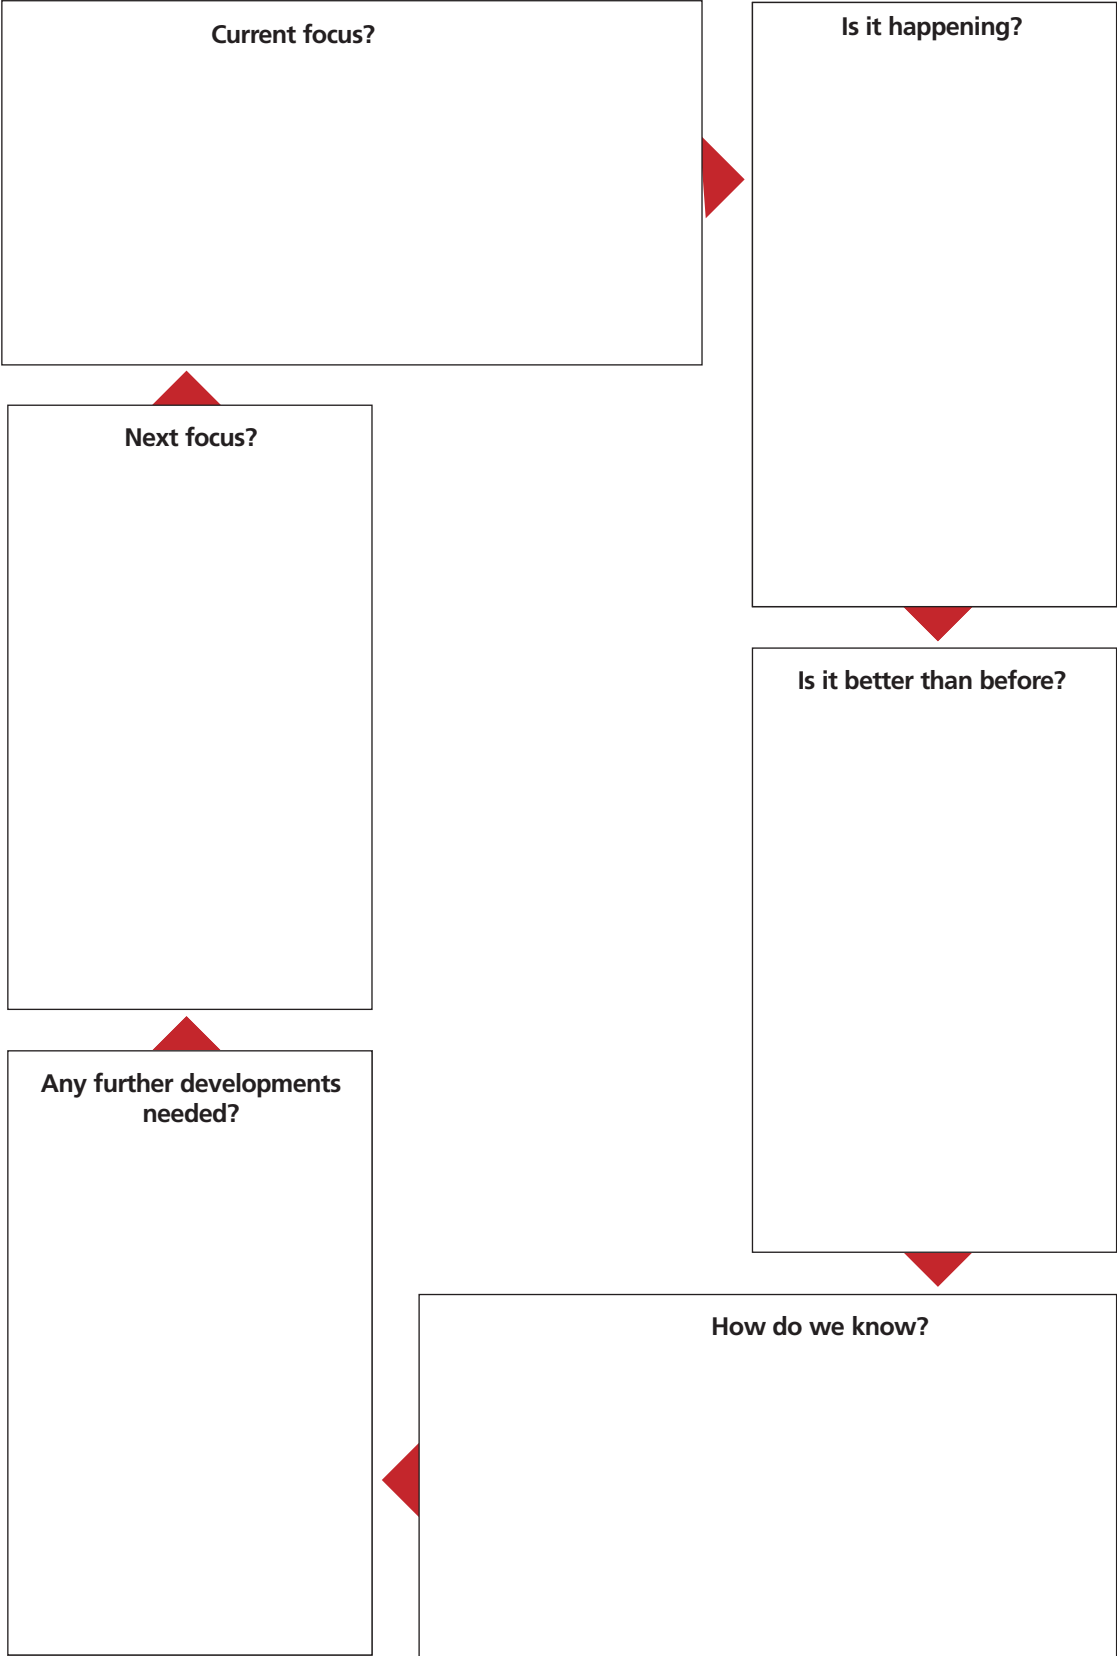 Current focus?
Is it happening?
Is it better than before?
How do we know?
Any further developments
needed?
Next focus?